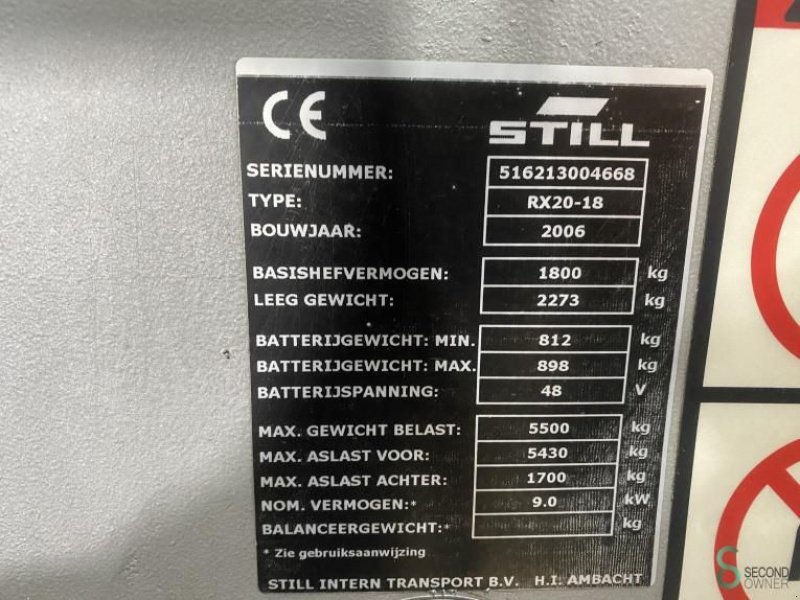 CE STILL
SERIENUMMER: 516213004668
TYPE: RX20-18
BOUWJAAR: 2006
BASISHEFVERMOGEN: 1800 kg
LEEG GEWICHT: 2273 kg
BATTERIJGEWICHT: MIN. 812 kg
BATTERIJGEWICHT: MAX. 898 kg
BATTERIJSPANNING: 48 V
MAX. GEWICHT BELAST: 5500 kg
MAX. ASLAST VOOR: 5430 kg
MAX. ASLAST ACHTER: 1700 kg
NOM. VERMOGEN:* 9.0 kW
BALANCEERGEWICHT:* kg
* Zie gebruiksaanwijzing
STILL INTERN TRANSPORT B.V. H.I. AMBACHT
SECOND
OWNER